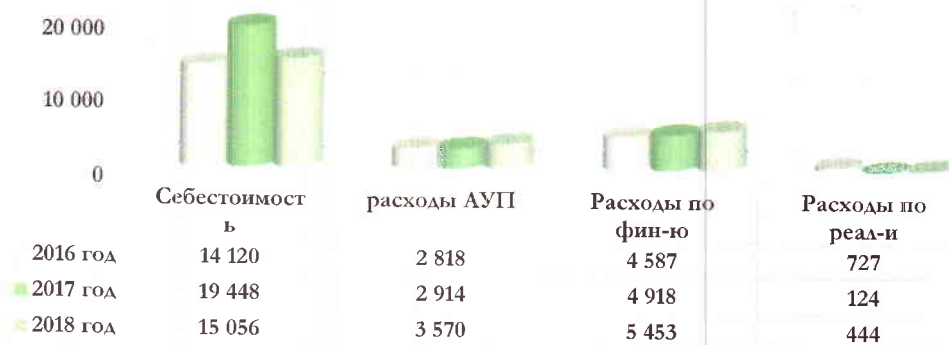 20 000
10 000
0
Себестоимост
ь
расходы АУП
Расходы по
фин-ю
Расходы по
реал-и
2016 год 14 120 2 818 4 587 727
2017 год 19 448 2 914 4 918 124
2018 год 15 056 3 570 5 453 444